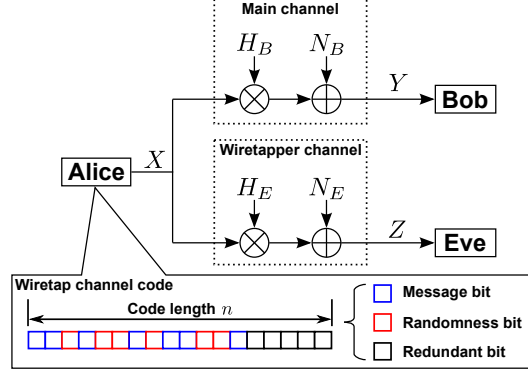 Main channel
H_B N_B
Y
Bob
Alice
X
Wiretapper channel
H_E N_E
Z
Eve
Wiretap channel code
Code length n
Message bit
Randomness bit
Redundant bit